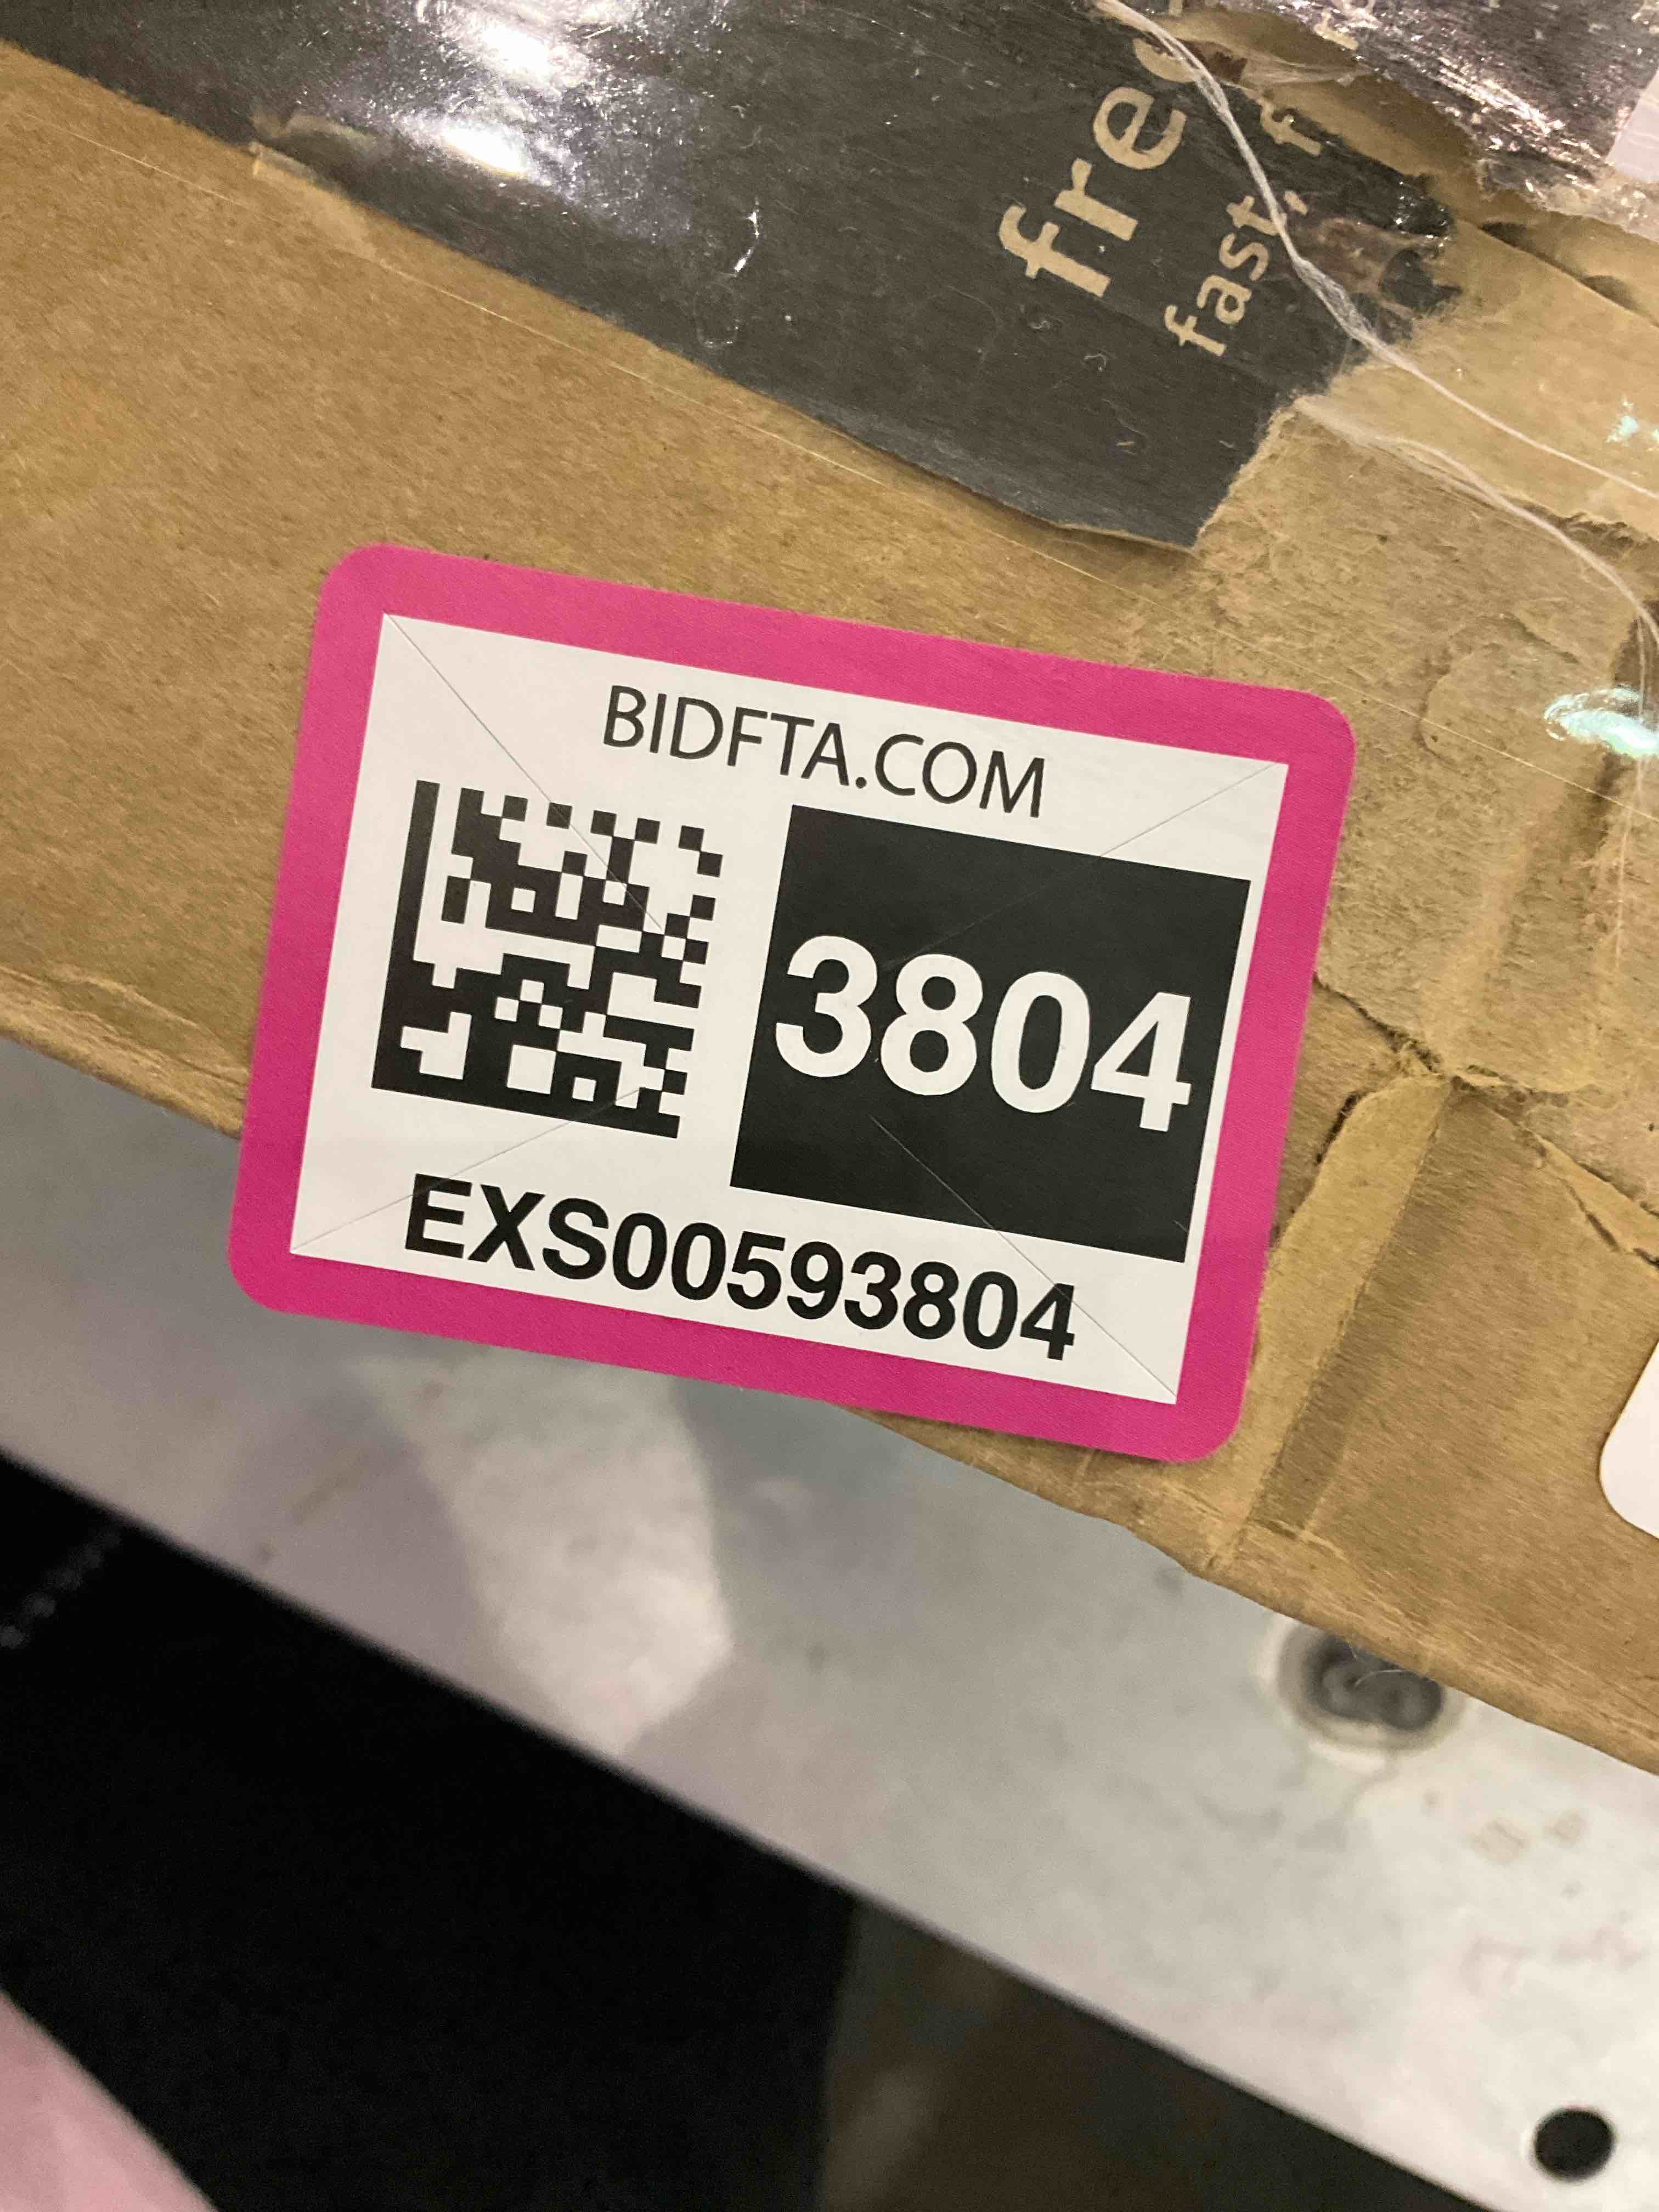 fre
fast, f
BIDFTA.COM
3804
EXS00593804